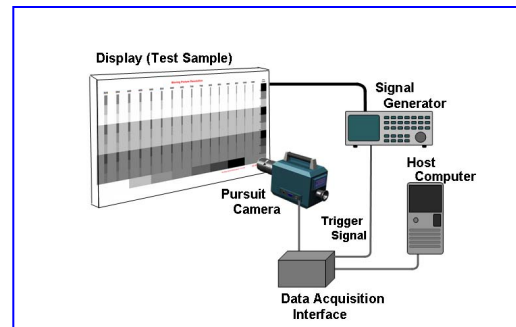 Display (Test Sample)
Signal
Generator
Host
Computer
Pursuit
Camera
Trigger
Signal
Data Acquisition
Interface